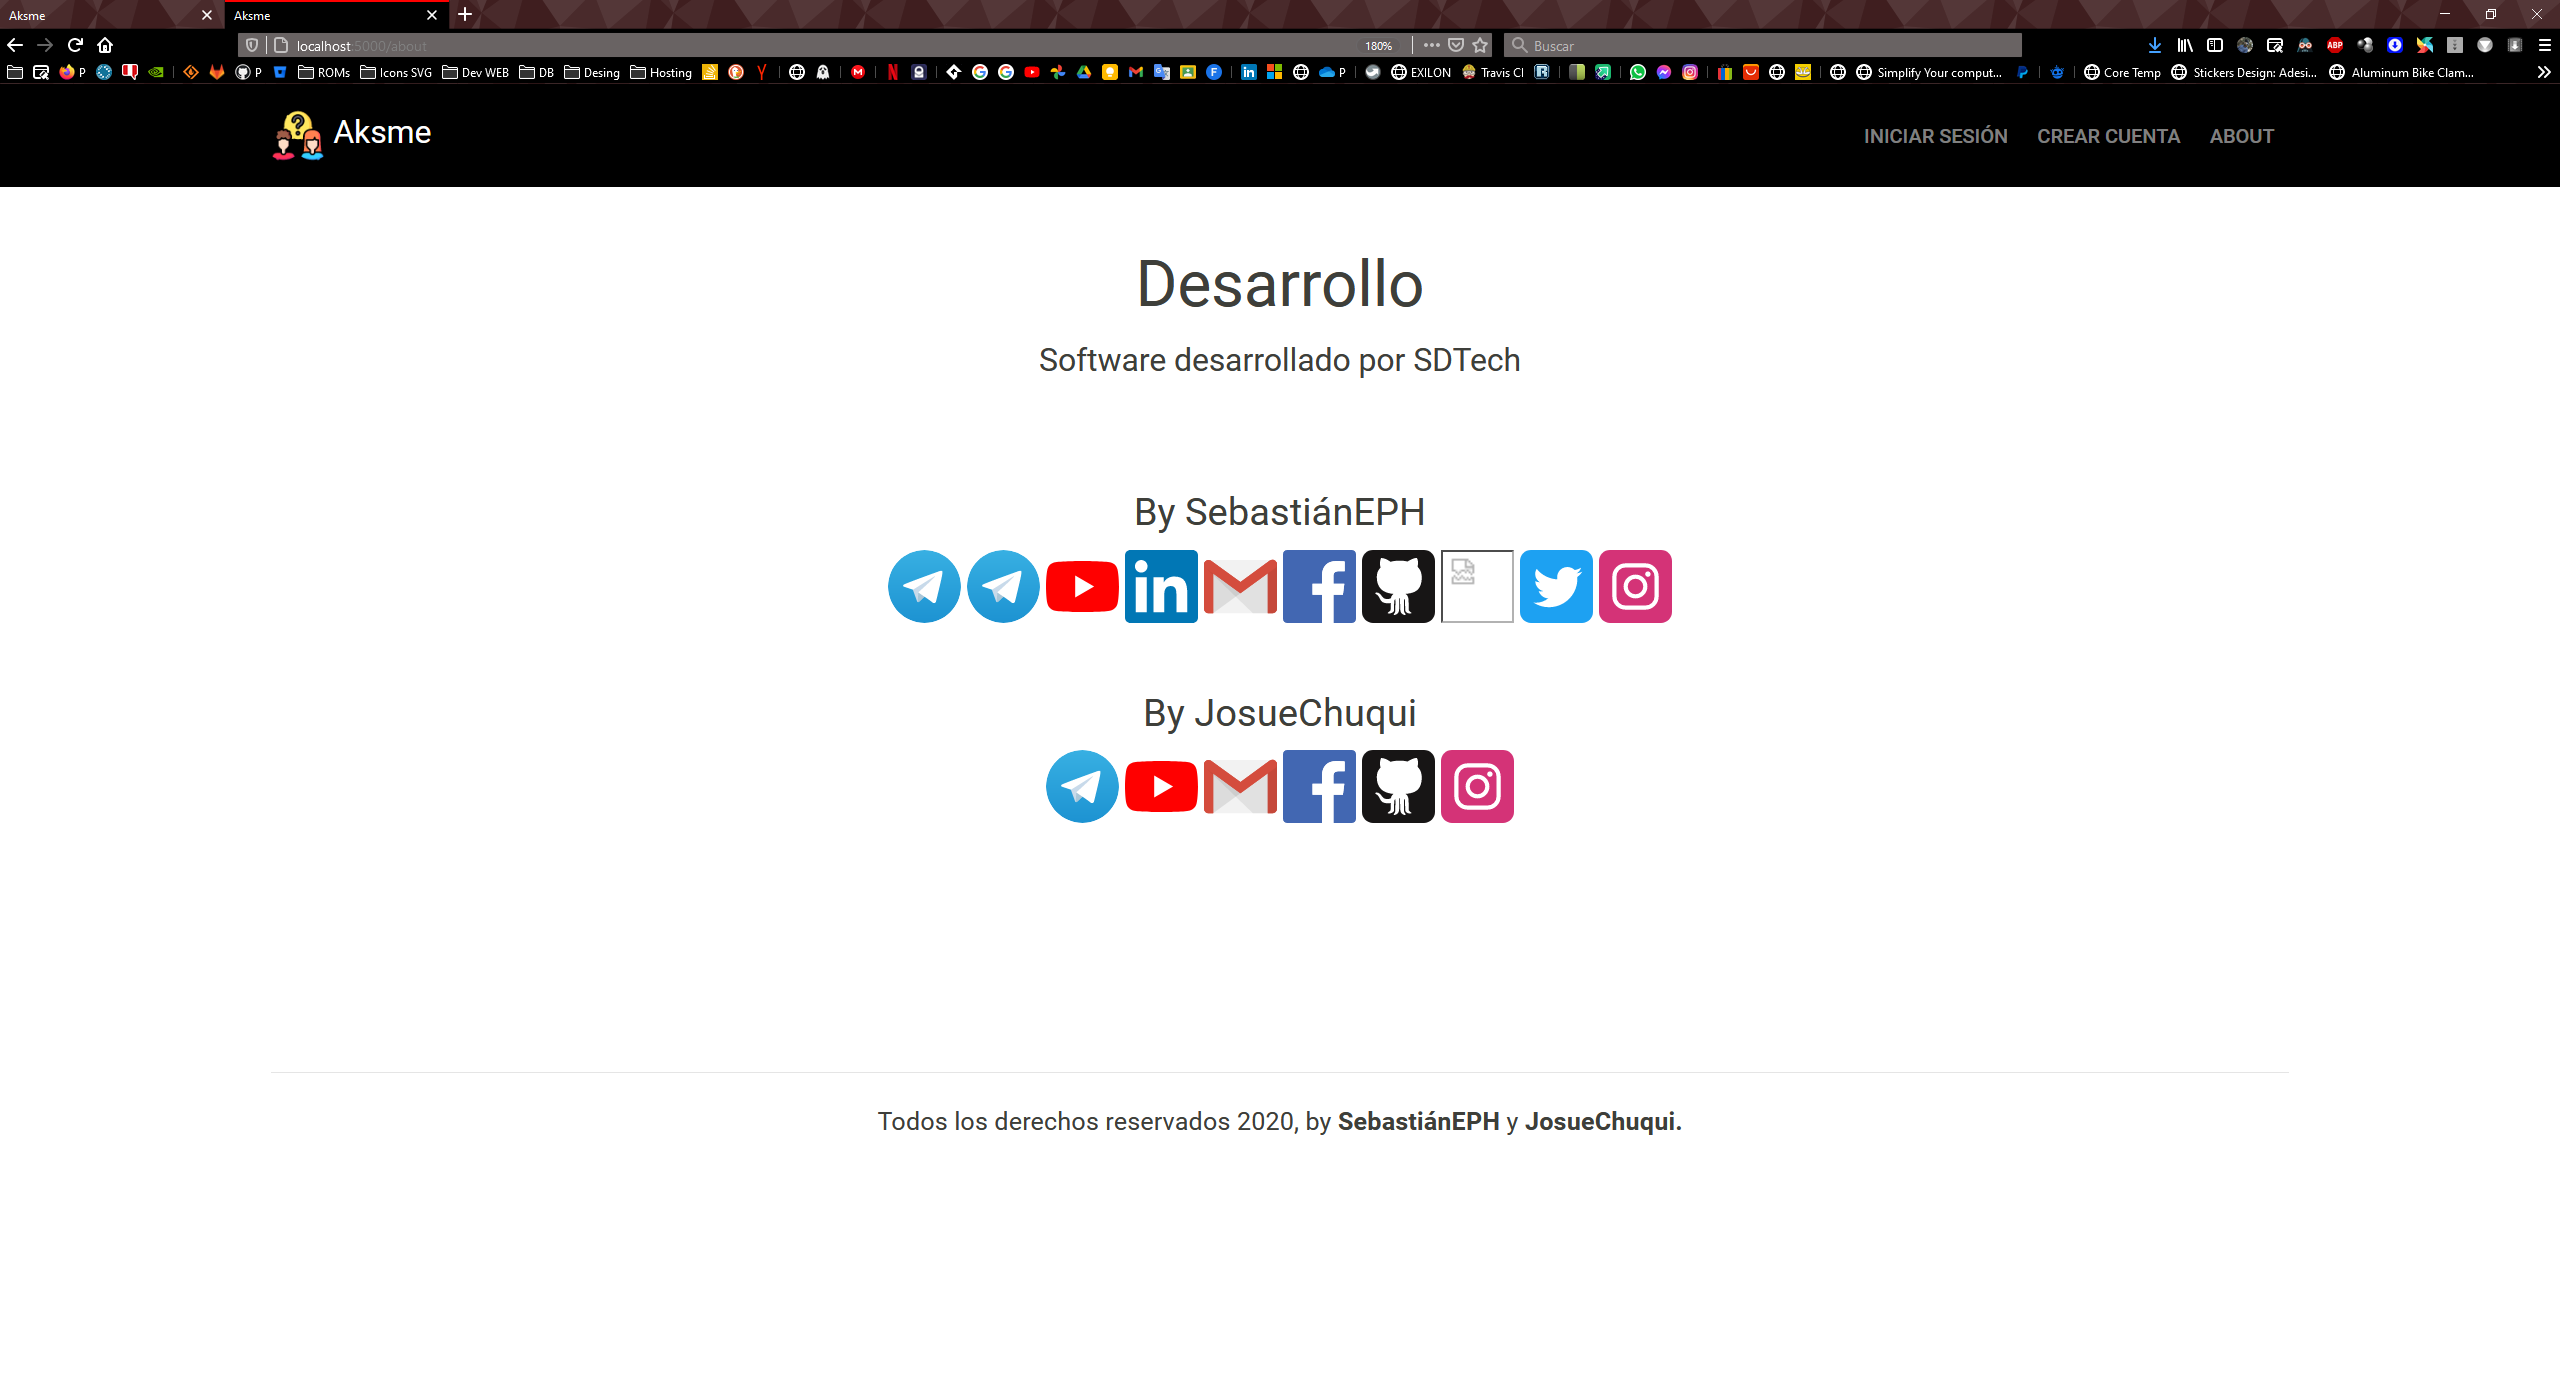 Aksme
Aksme
localhost:5000/about
180%
Buscar
P
P
ROMs
Icons SVG
Dev WEB
DB
Desing
Hosting
P
EXILON
Travis CI
Simplify Your comput...
Core Temp
Stickers Design: Adesi...
Aluminum Bike Clam...
Aksme
INICIAR SESIÓN
CREAR CUENTA
ABOUT
Desarrollo
Software desarrollado por SDTech
By SebastiánEPH
By JosueChuqui
Todos los derechos reservados 2020, by SebastiánEPH y JosueChuqui.